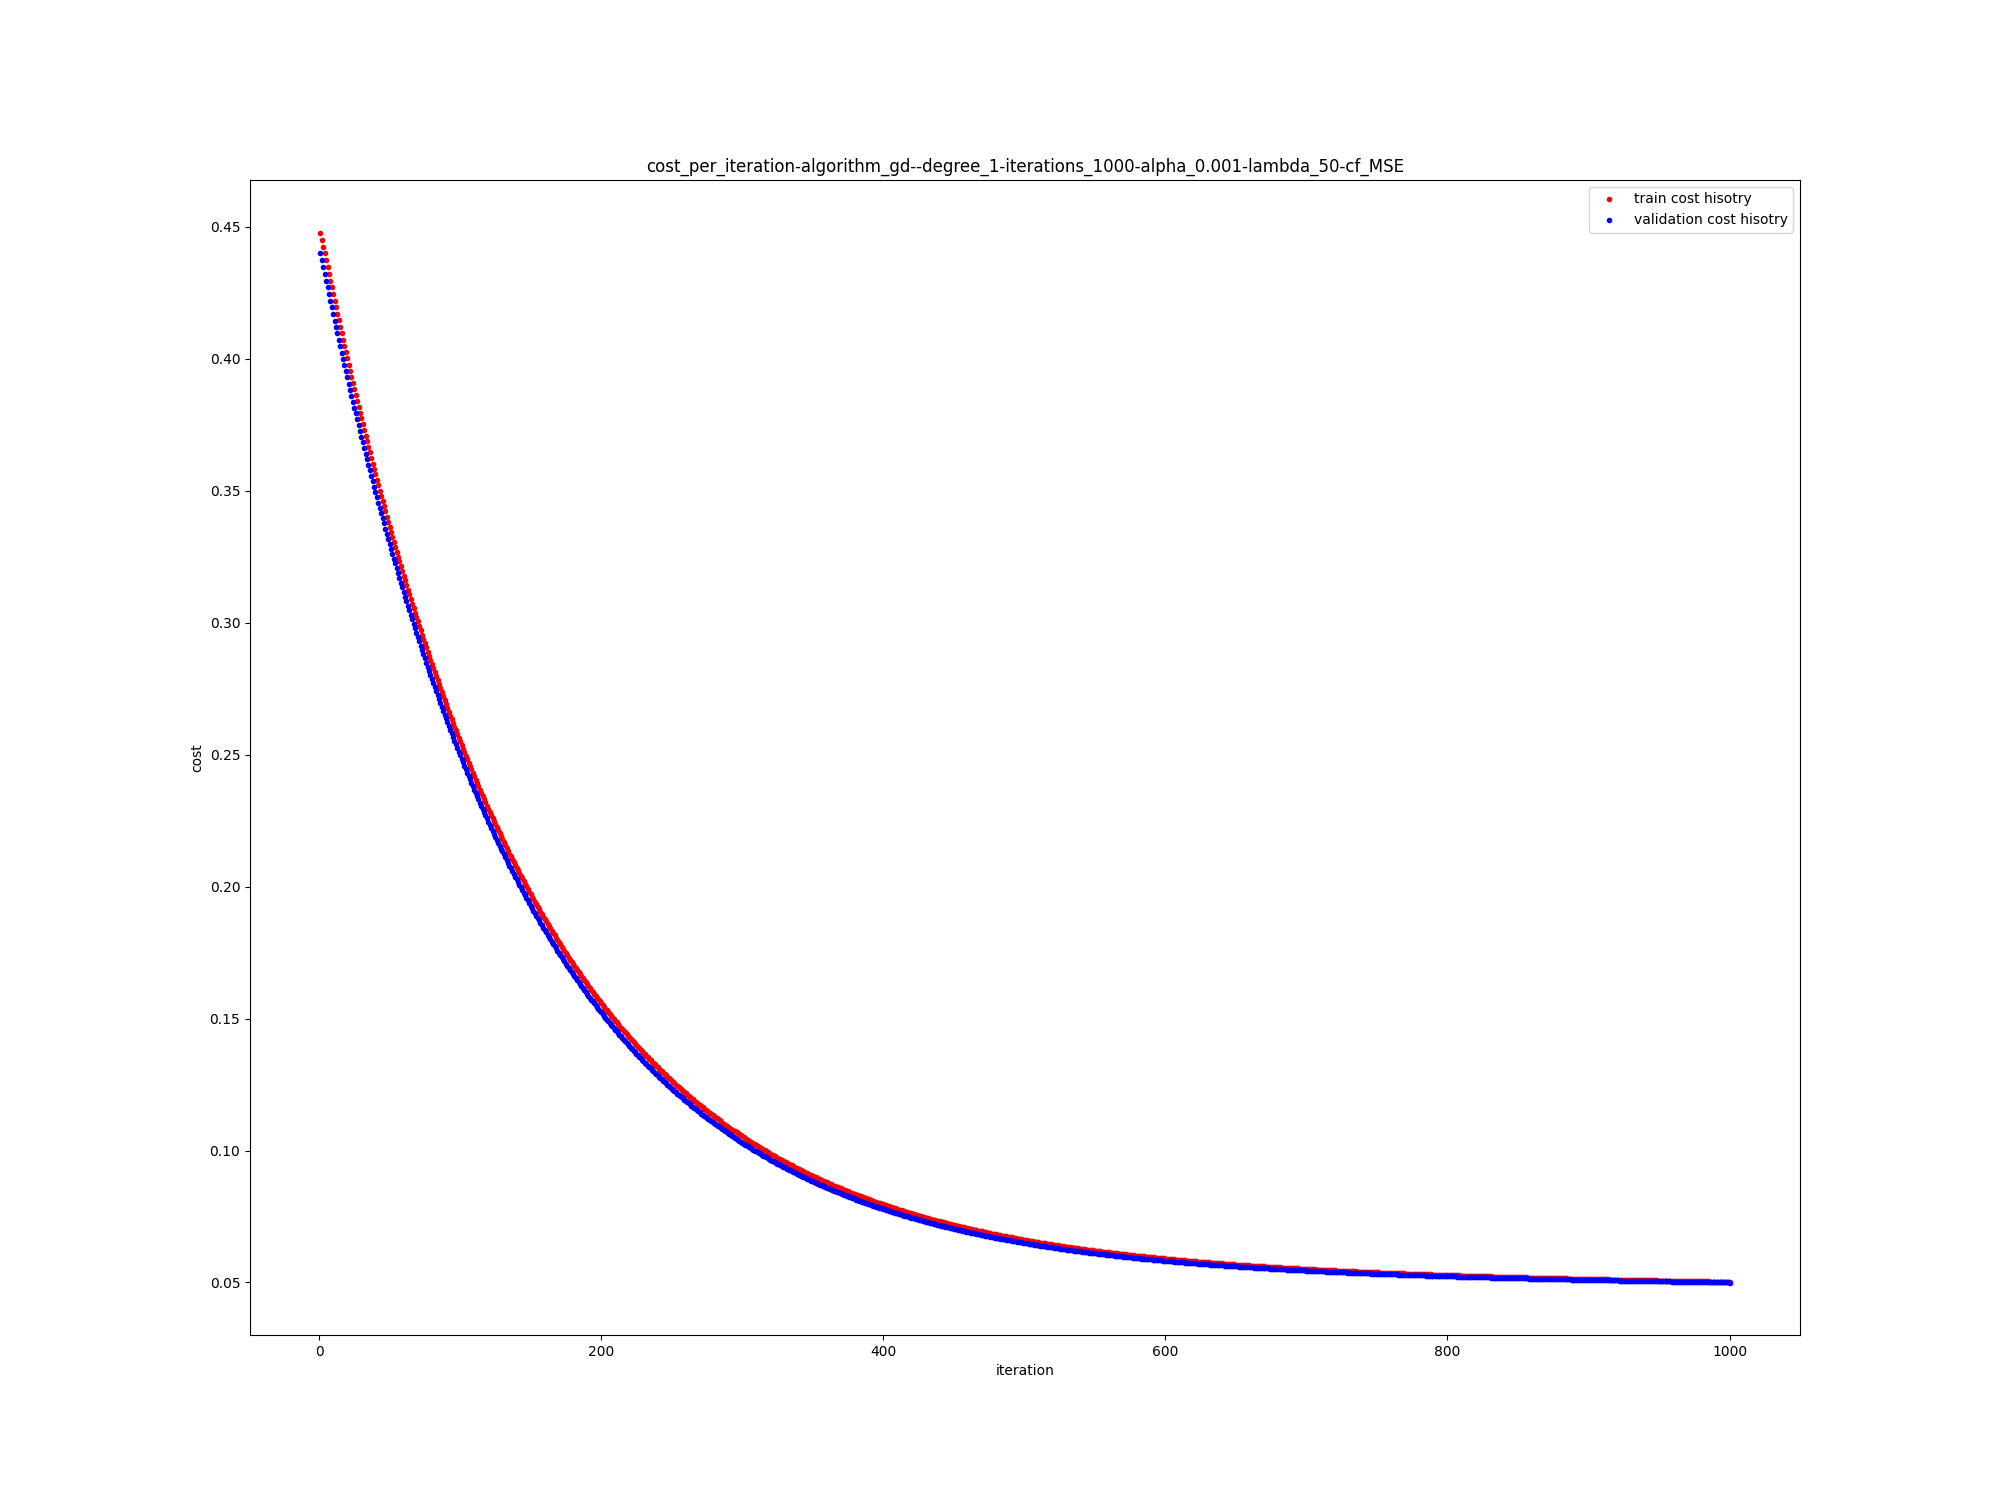 cost_per_iteration-algorithm_gd--degree_1-iterations_1000-alpha_0.001-lambda_50-cf_MSE
train cost hisotry
validation cost hisotry
0.45
0.40
0.35
0.30
0.25
0.20
0.15
0.10
0.05
cost
0 200 400 600 800 1000
iteration